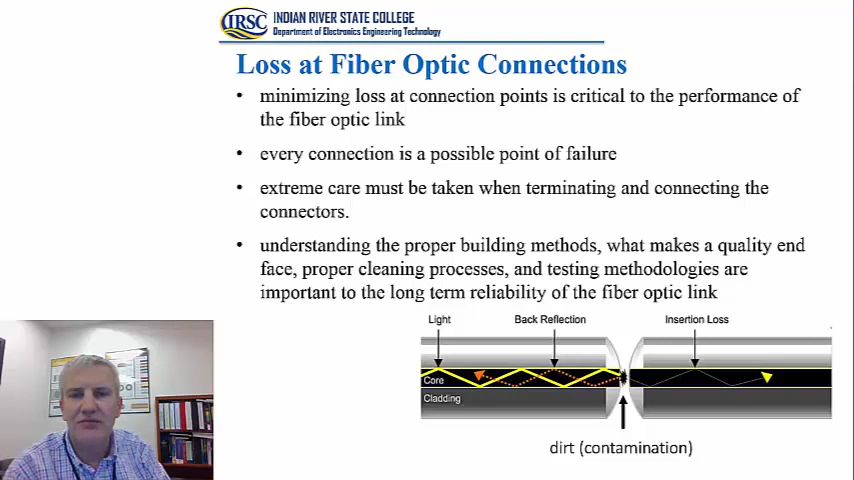 IRSC INDIAN RIVER STATE COLLEGE
Department of Electronics Engineering Technology
Loss at Fiber Optic Connections
• minimizing loss at connection points is critical to the performance of
the fiber optic link
• every connection is a possible point of failure
• extreme care must be taken when terminating and connecting the
connectors.
• understanding the proper building methods, what makes a quality end
face, proper cleaning processes, and testing methodologies are
important to the long term reliability of the fiber optic link
Light Back Reflection Insertion Loss
Core
Cladding
dirt (contamination)